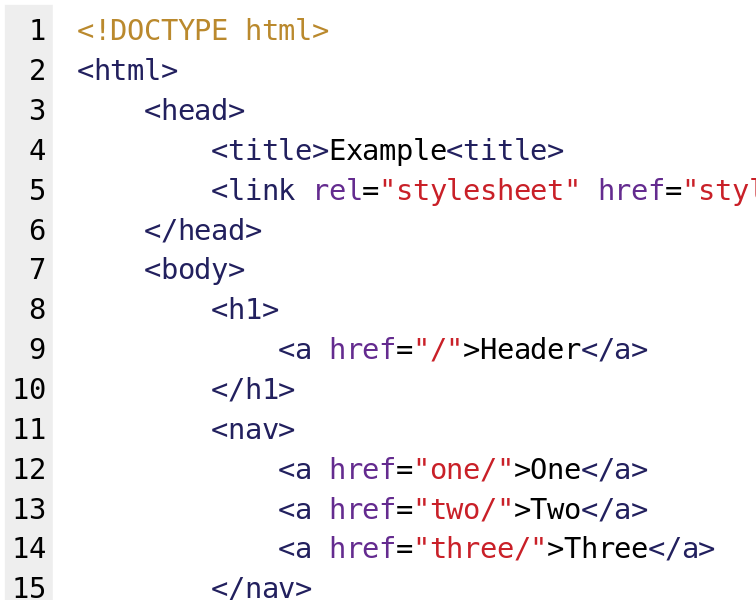 1 <!DOCTYPE html>
2 <html>
3 <head>
4 <title>Example<title>
5 <link rel="stylesheet" href="styl
6 </head>
7 <body>
8 <h1>
9 <a href="/">Header</a>
10 </h1>
11 <nav>
12 <a href="one/">One</a>
13 <a href="two/">Two</a>
14 <a href="three/">Three</a>
15 </nav>